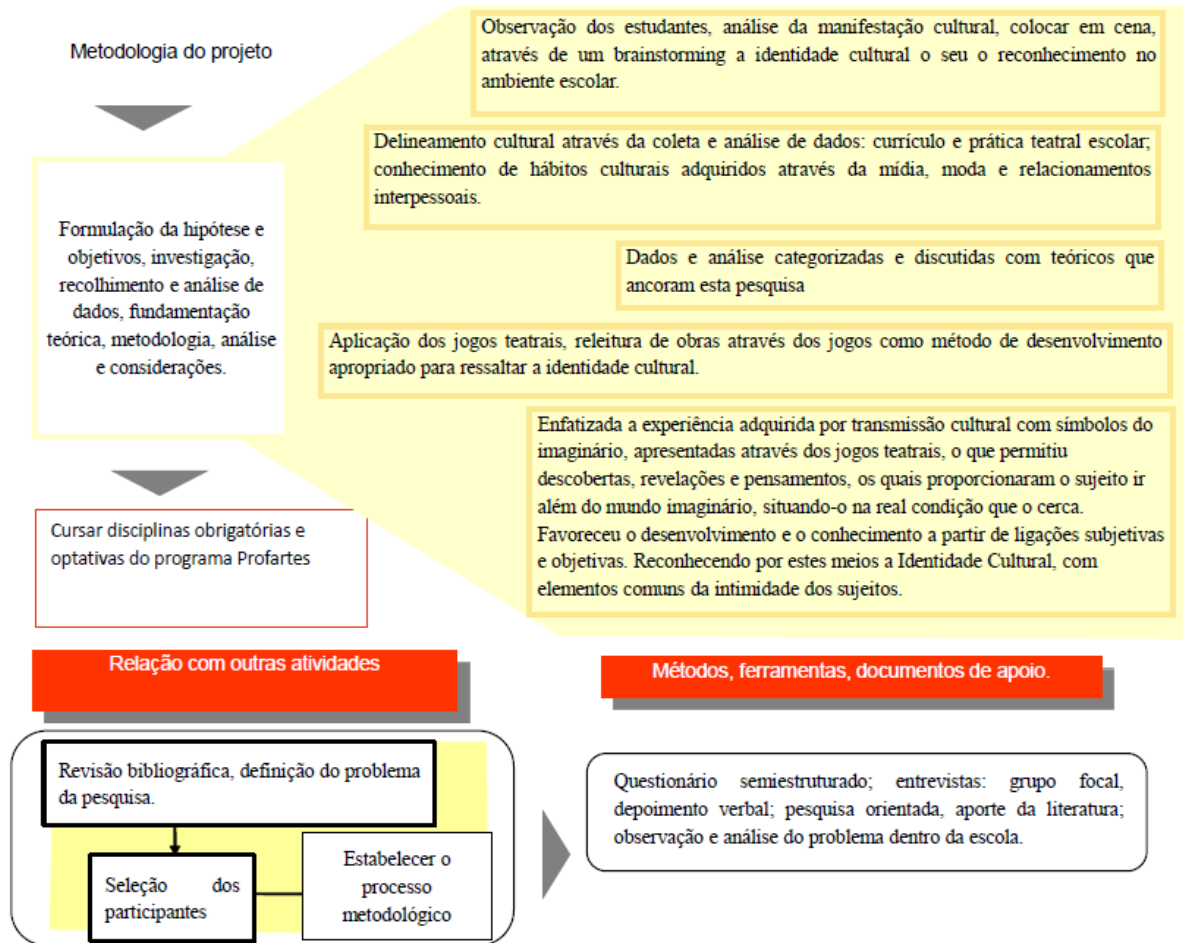 Metodologia do projeto
Observação dos estudantes, análise da manifestação cultural, colocar em cena,
através de um brainstorming a identidade cultural o seu o reconhecimento no
ambiente escolar.
Delineamento cultural através da coleta e análise de dados: currículo e prática teatral escolar;
conhecimento de hábitos culturais adquiridos através da mídia, moda e relacionamentos
interpessoais.
Formulação da hipótese e
objetivos, investigação,
recolhimento e análise de
dados, fundamentação
teórica, metodologia, análise
e considerações.
Dados e análise categorizadas e discutidas com teóricos que
ancoram esta pesquisa
Aplicação dos jogos teatrais, releitura de obras através dos jogos como método de desenvolvimento
apropriado para ressaltar a identidade cultural.
Enfatizada a experiência adquirida por transmissão cultural com símbolos do
imaginário, apresentadas através dos jogos teatrais, o que permitiu
descobertas, revelações e pensamentos, os quais proporcionaram o sujeito ir
além do mundo imaginário, situando-o na real condição que o cerca.
Favoreceu o desenvolvimento e o conhecimento a partir de ligações subjetivas
e objetivas. Reconhecendo por estes meios a Identidade Cultural, com
elementos comuns da intimidade dos sujeitos.
Cursar disciplinas obrigatórias e
optativas do programa Profartes
Relação com outras atividades
Métodos, ferramentas, documentos de apoio.
Revisão bibliográfica, definição do problema
da pesquisa.
Seleção dos
participantes
Estabelecer o
processo
metodológico
Questionário semiestruturado; entrevistas: grupo focal,
depoimento verbal; pesquisa orientada, aporte da literatura;
observação e análise do problema dentro da escola.